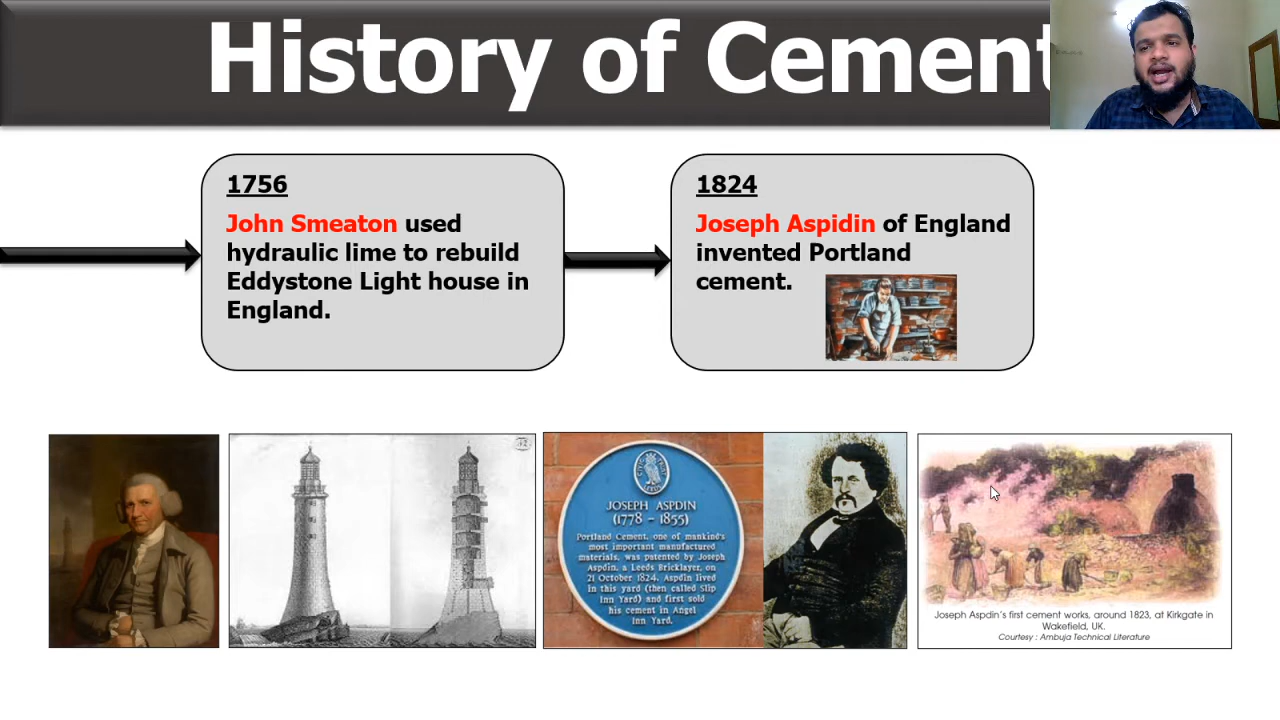 History of Cement
1756
John Smeaton used
hydraulic lime to rebuild
Eddystone Light house in
England.
1824
Joseph Aspidin of England
invented Portland
cement.
JOSEPH ASPDIN
(1778 - 1855)
Portland Cement, one of mankind's
most important manufactured
materials, was patented by Joseph
Aspdin, a Leeds Bricklayer, on
21 October 1824. Aspdin lived
in this yard (then called Slip
Inn Yard) and first sold
his cement in Angel
Inn Yard.
Joseph Aspdin's first cement works, around 1823, at Kirkgate in
Wakefield, UK.
Courtesy : Ambuja Technical Literature